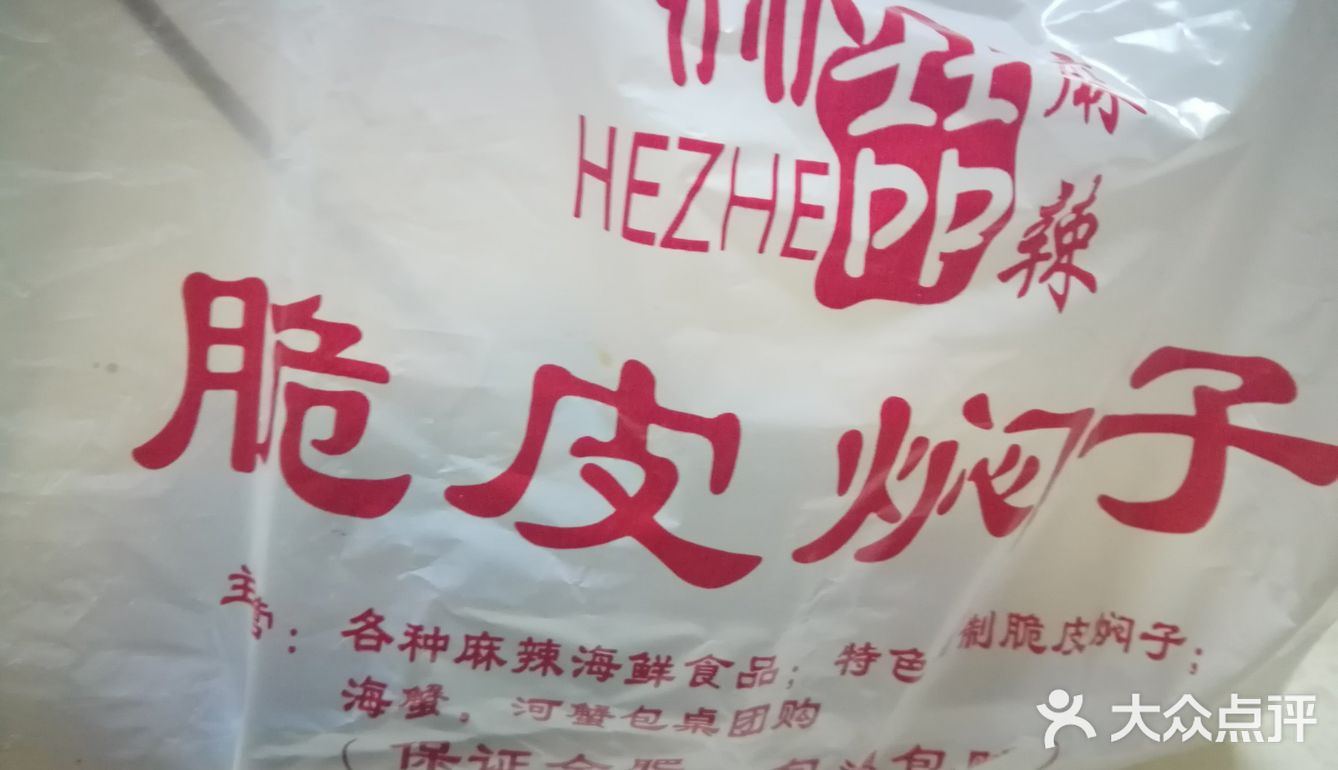 麻辣
HEZHE
脆皮焖子
主营：各种麻辣海鲜食品；特色 制脆皮焖子；
海蟹，河蟹包桌团购
大众点评